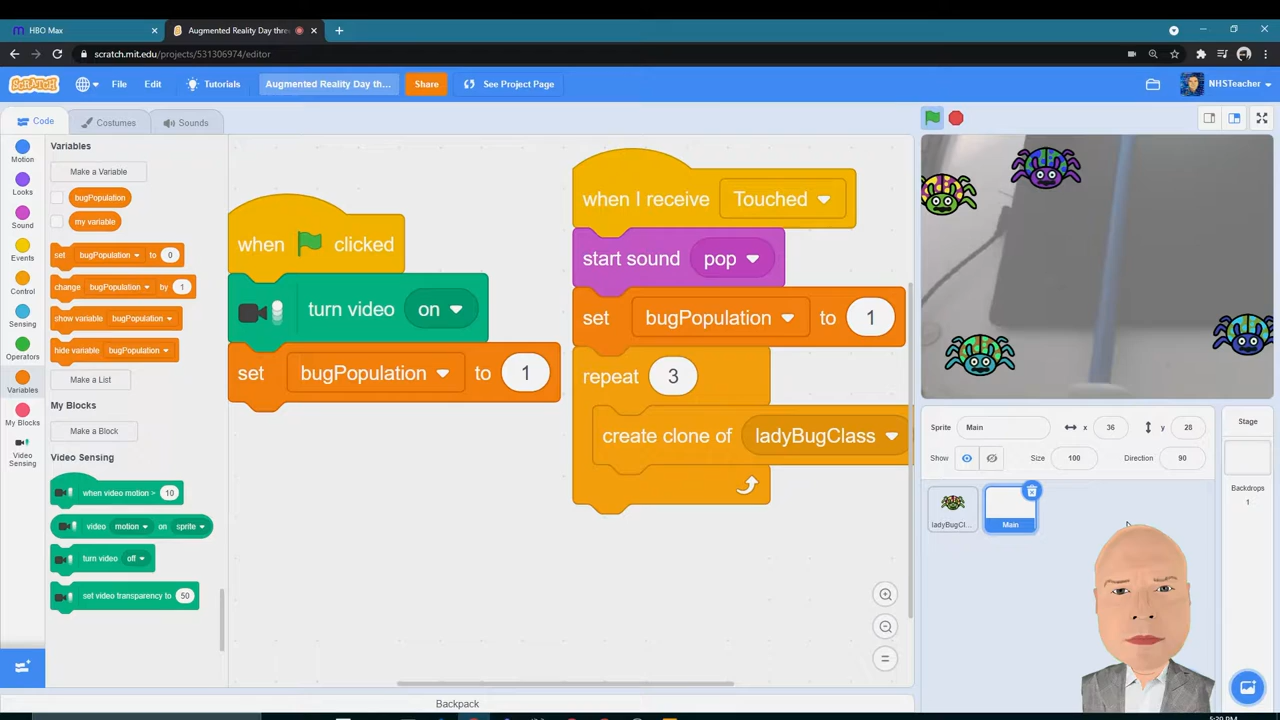 HBO Max
Augmented Reality Day thre
scratch.mit.edu/projects/531306974/editor
SCRATCH
File
Edit
Tutorials
Augmented Reality Day th...
Share
See Project Page
NHSTeacher
Code
Costumes
Sounds
Motion
Looks
Sound
Events
Control
Sensing
Operators
Variables
My Blocks
Video
Sensing
Variables
Make a Variable
bugPopulation
my variable
set bugPopulation to 0
change bugPopulation by 1
show variable bugPopulation
hide variable bugPopulation
Make a List
My Blocks
Make a Block
Video Sensing
when video motion > 10
video motion on sprite
turn video off
set video transparency to 50
when clicked
turn video on
set bugPopulation to 1
when I receive Touched
start sound pop
set bugPopulation to 1
repeat 3
create clone of ladyBugClass
Backpack
Sprite Main x 36 y 28
Show Size 100 Direction 90
ladyBugCl...
Main
Stage
Backdrops
1
5:20 PM